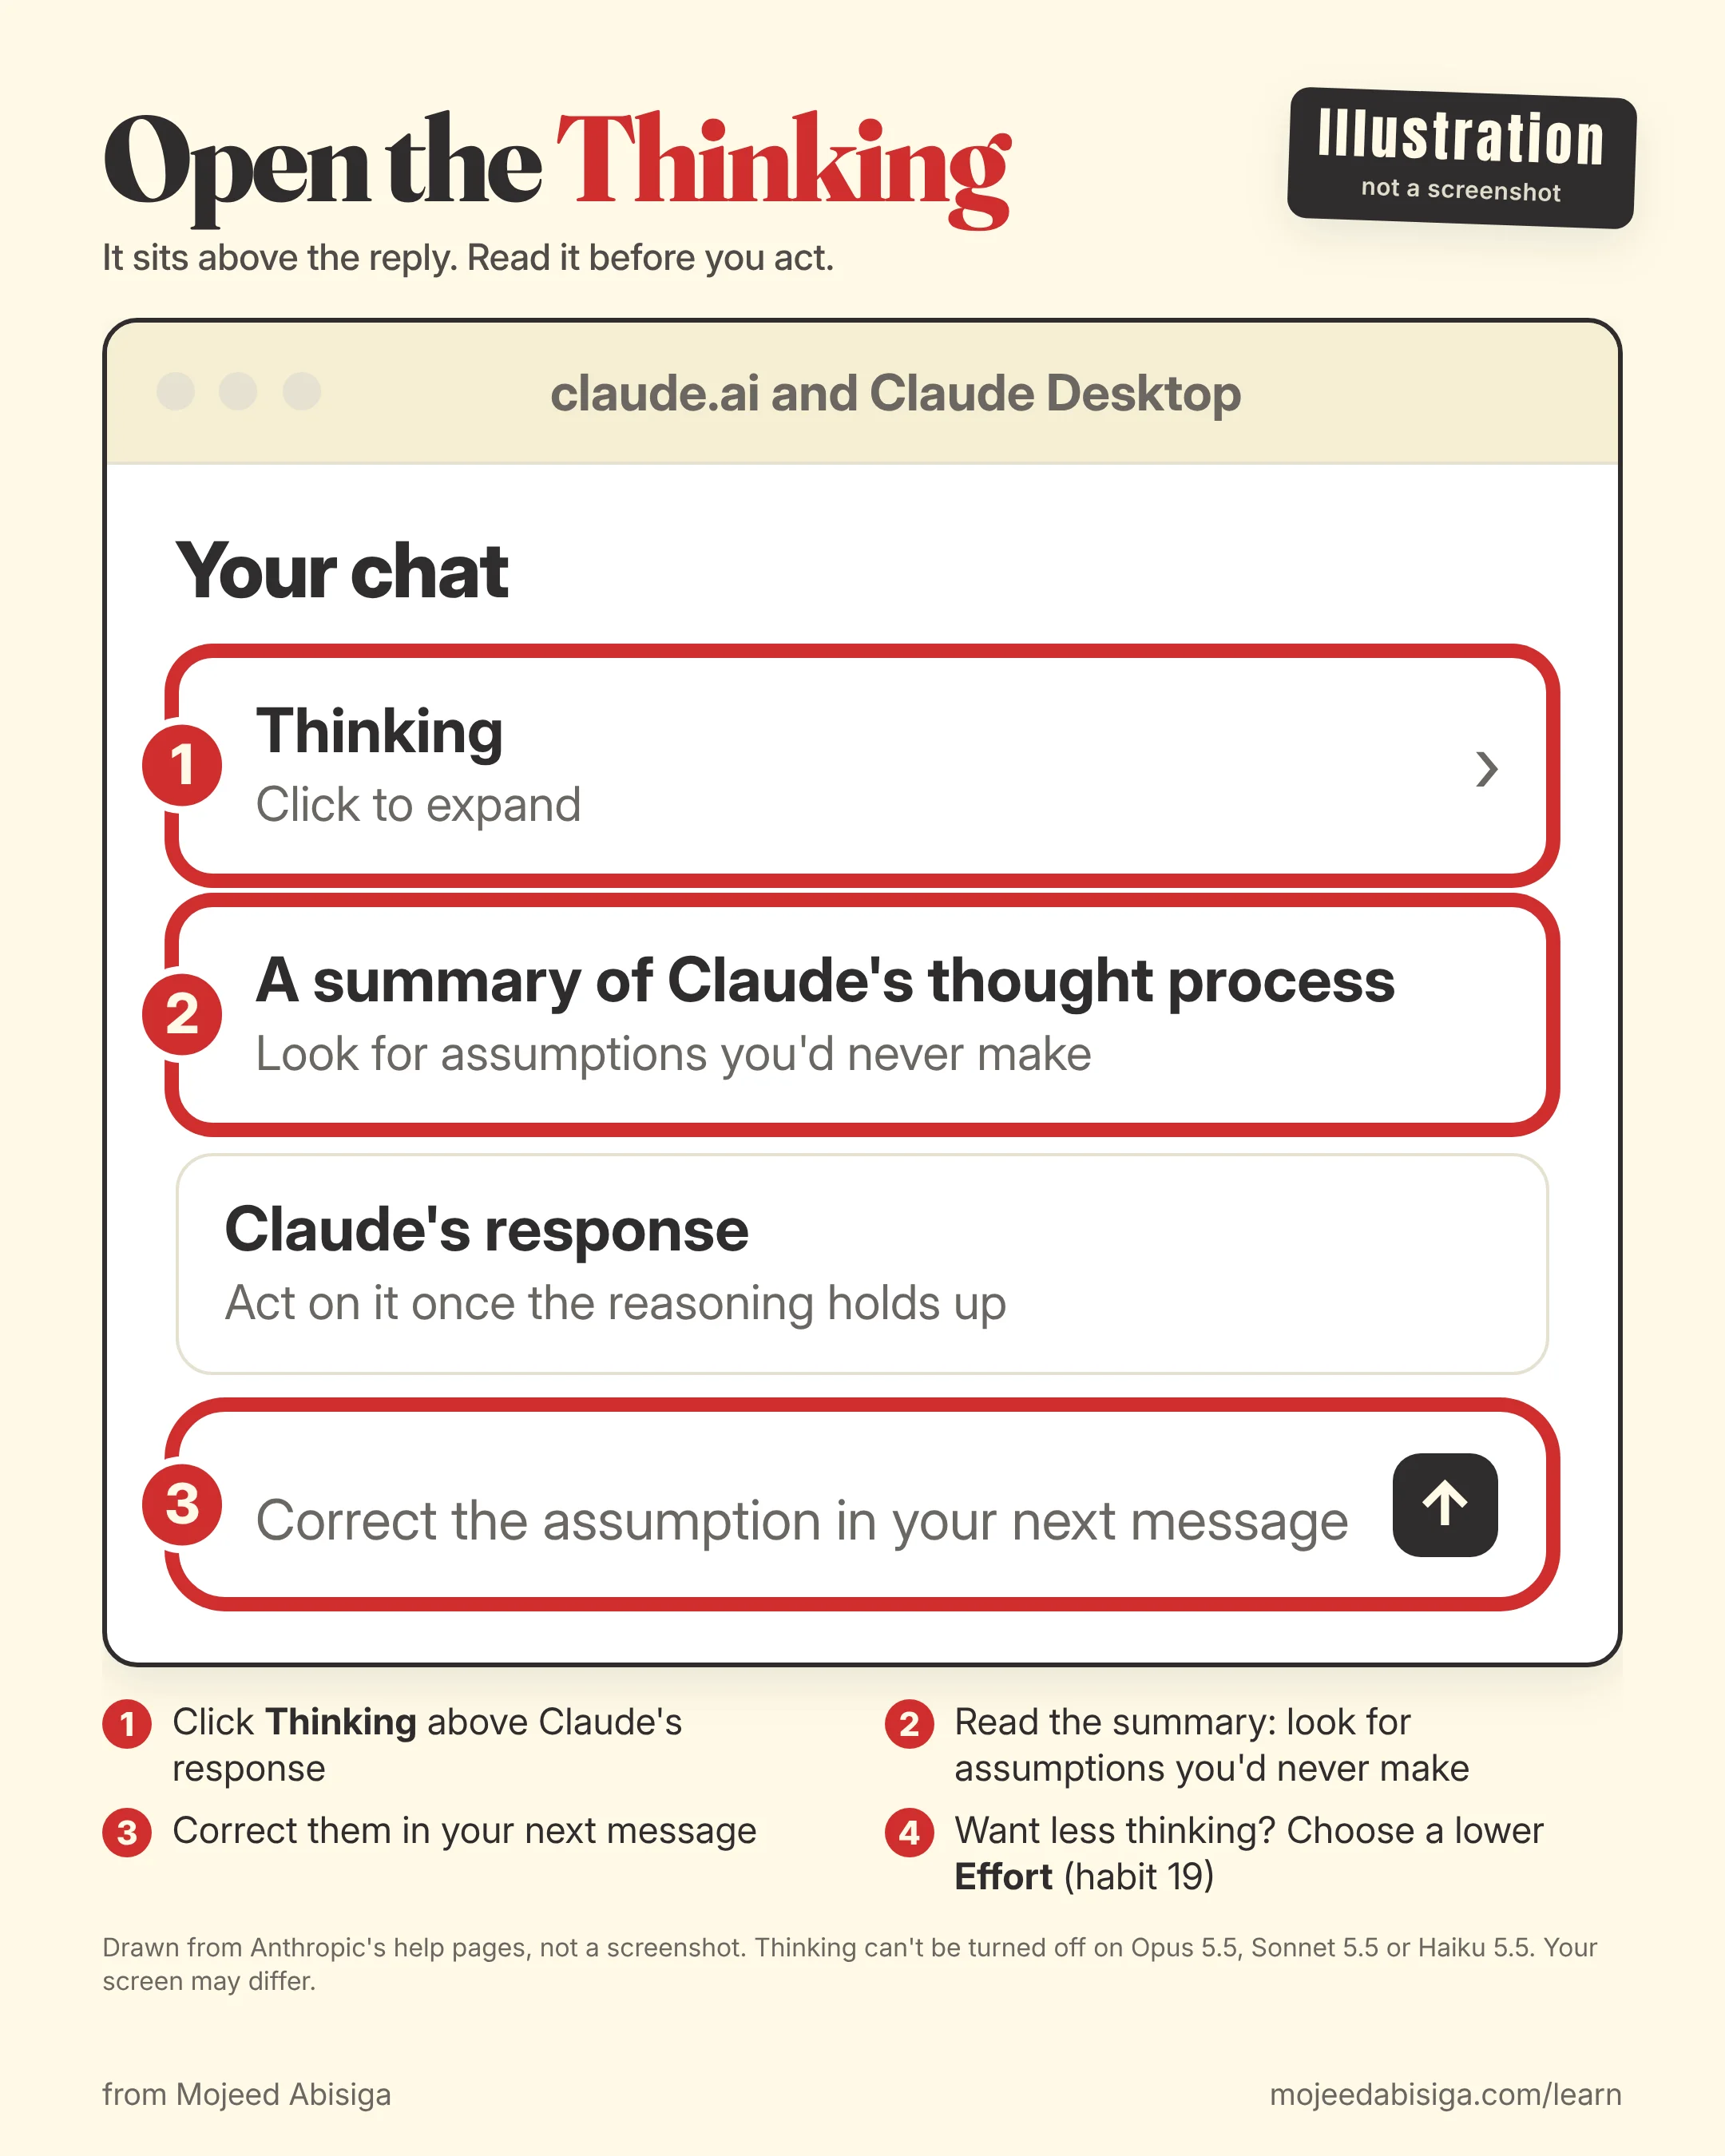 Open the Thinking
It sits above the reply. Read it before you act.
Illustration
not a screenshot
claude.ai and Claude Desktop
Your chat
1
Thinking
Click to expand
2
A summary of Claude's thought process
Look for assumptions you'd never make
Claude's response
Act on it once the reasoning holds up
3
Correct the assumption in your next message
1 Click Thinking above Claude's
response
2 Read the summary: look for
assumptions you'd never make
3 Correct them in your next message
4 Want less thinking? Choose a lower
Effort (habit 19)
Drawn from Anthropic's help pages, not a screenshot. Thinking can't be turned off on Opus 5.5, Sonnet 5.5 or Haiku 5.5. Your
screen may differ.
from Mojeed Abisiga
mojeedabisiga.com/learn